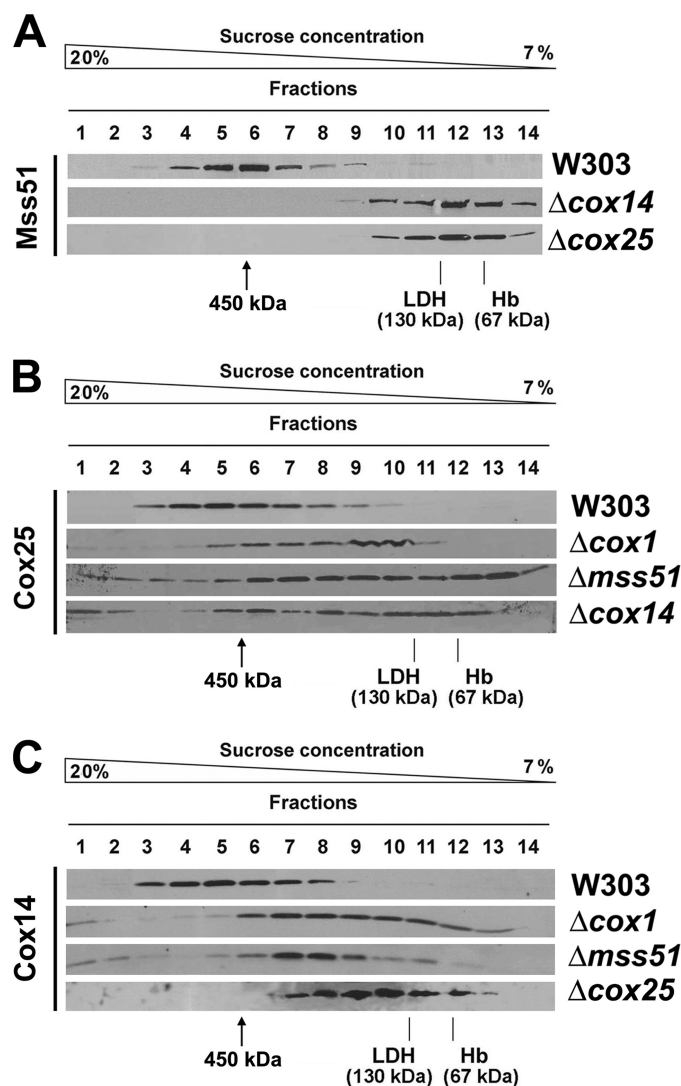 A
Sucrose concentration
20%
7 %
Fractions
1 2 3 4 5 6 7 8 9 10 11 12 13 14
Mss51
W303
Δcox14
Δcox25
450 kDa
LDH
(130 kDa)
Hb
(67 kDa)
B
Sucrose concentration
20%
7 %
Fractions
1 2 3 4 5 6 7 8 9 10 11 12 13 14
Cox25
W303
Δcox1
Δmss51
Δcox14
450 kDa
LDH
(130 kDa)
Hb
(67 kDa)
C
Sucrose concentration
20%
7 %
Fractions
1 2 3 4 5 6 7 8 9 10 11 12 13 14
Cox14
W303
Δcox1
Δmss51
Δcox25
450 kDa
LDH
(130 kDa)
Hb
(67 kDa)